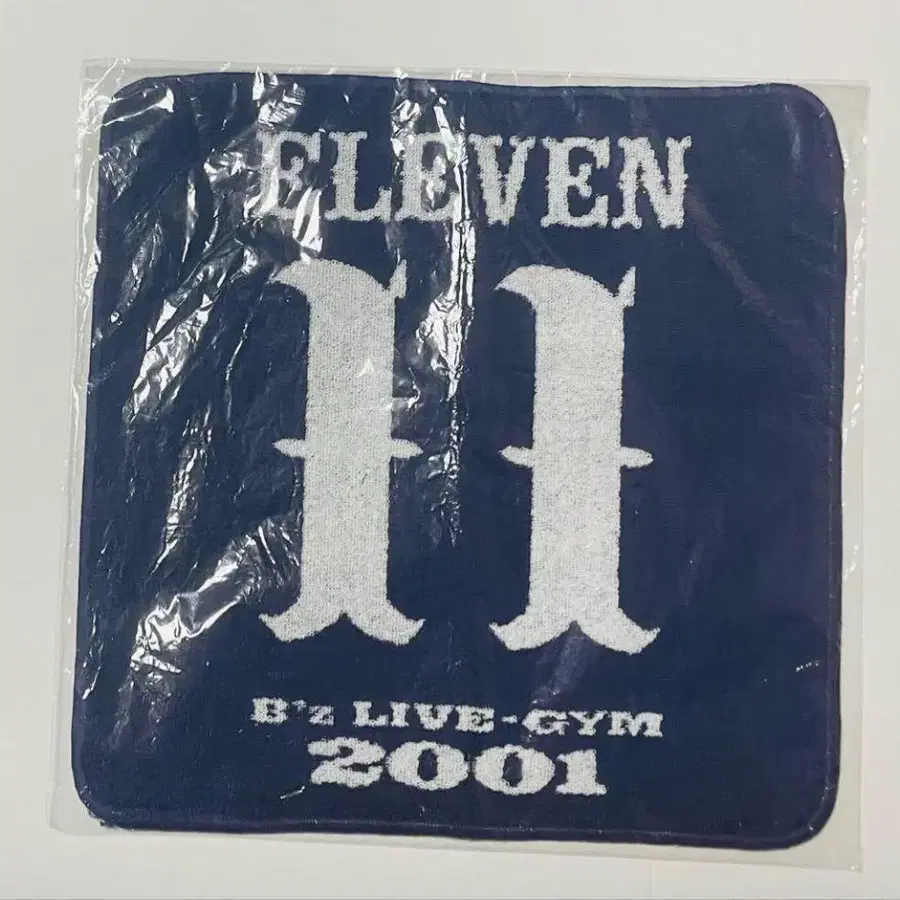 ELEVEN
11
B'z LIVE-GYM
2001